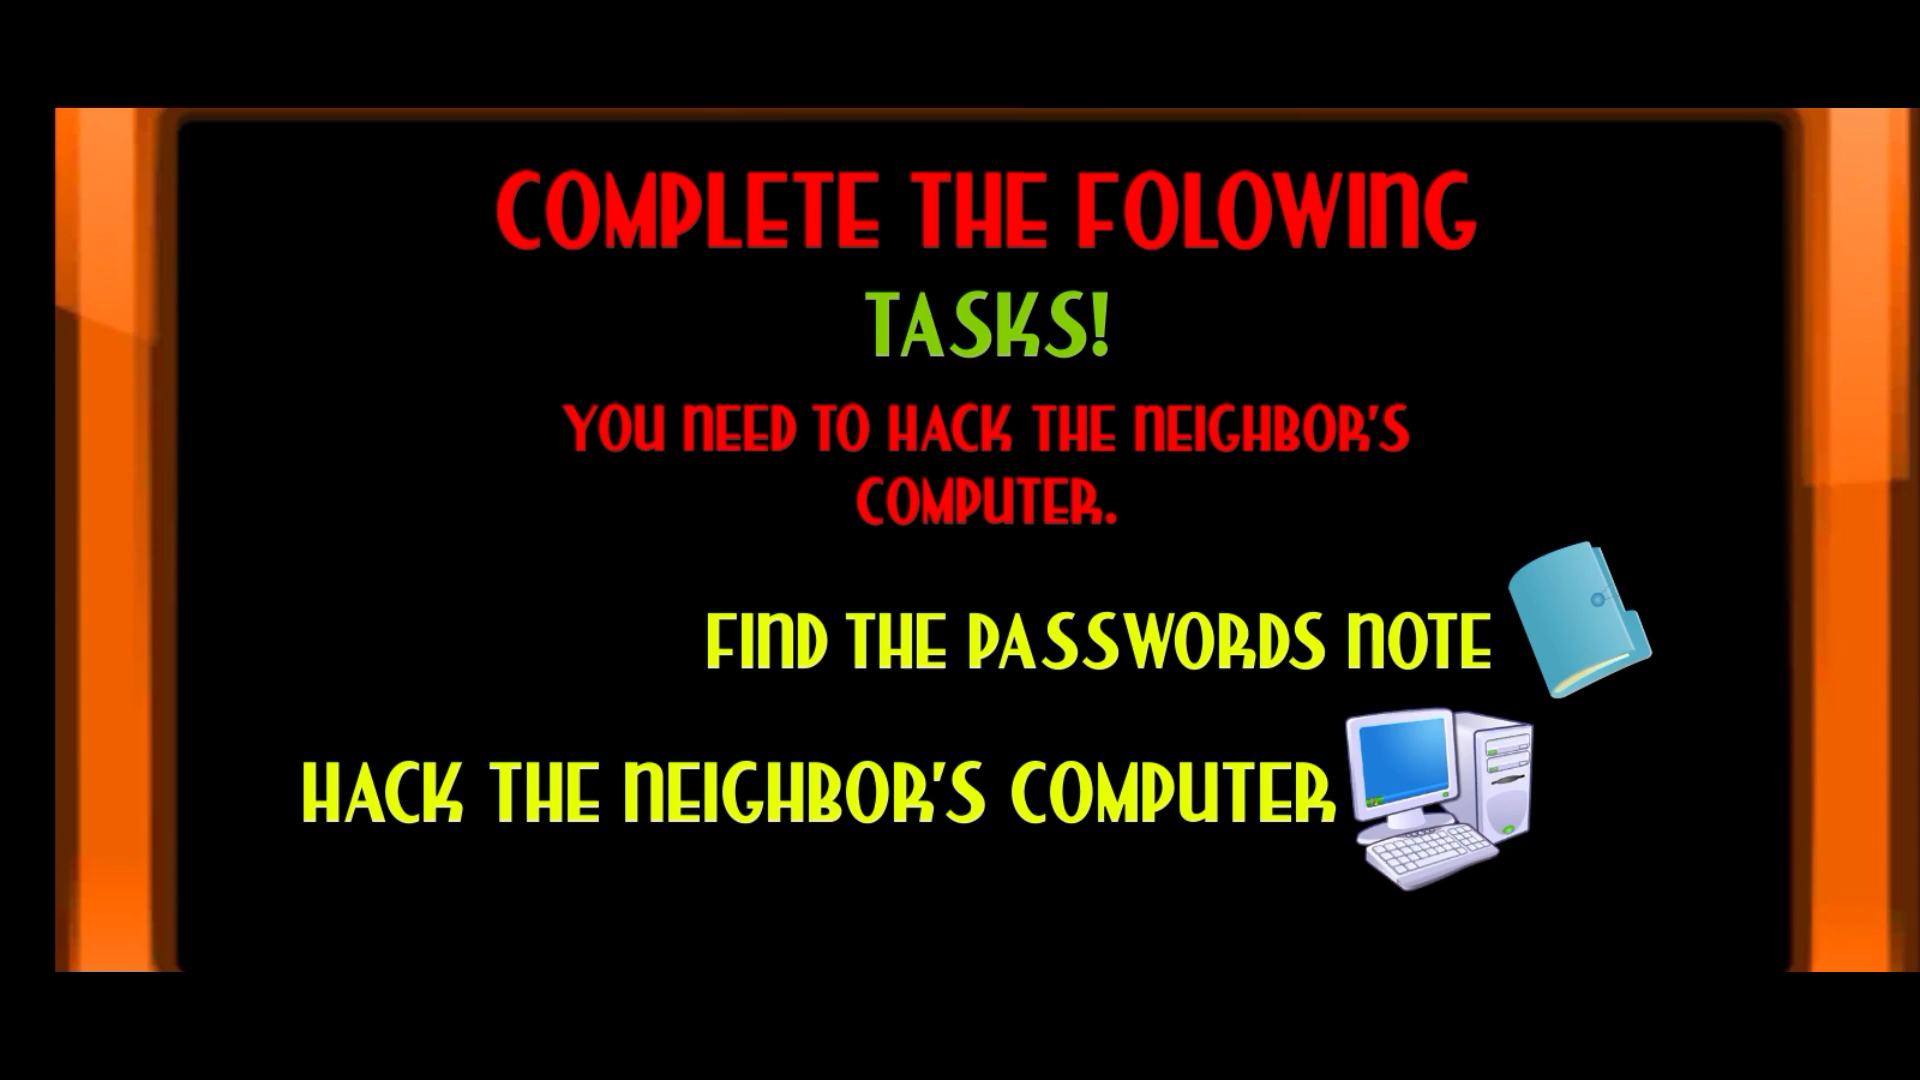 COMPLETE THE FOLOWING
TASKS!
YOU NEED TO HACK THE NEIGHBOR'S
COMPUTER.
FIND THE PASSWORDS NOTE
HACK THE NEIGHBOR'S COMPUTER